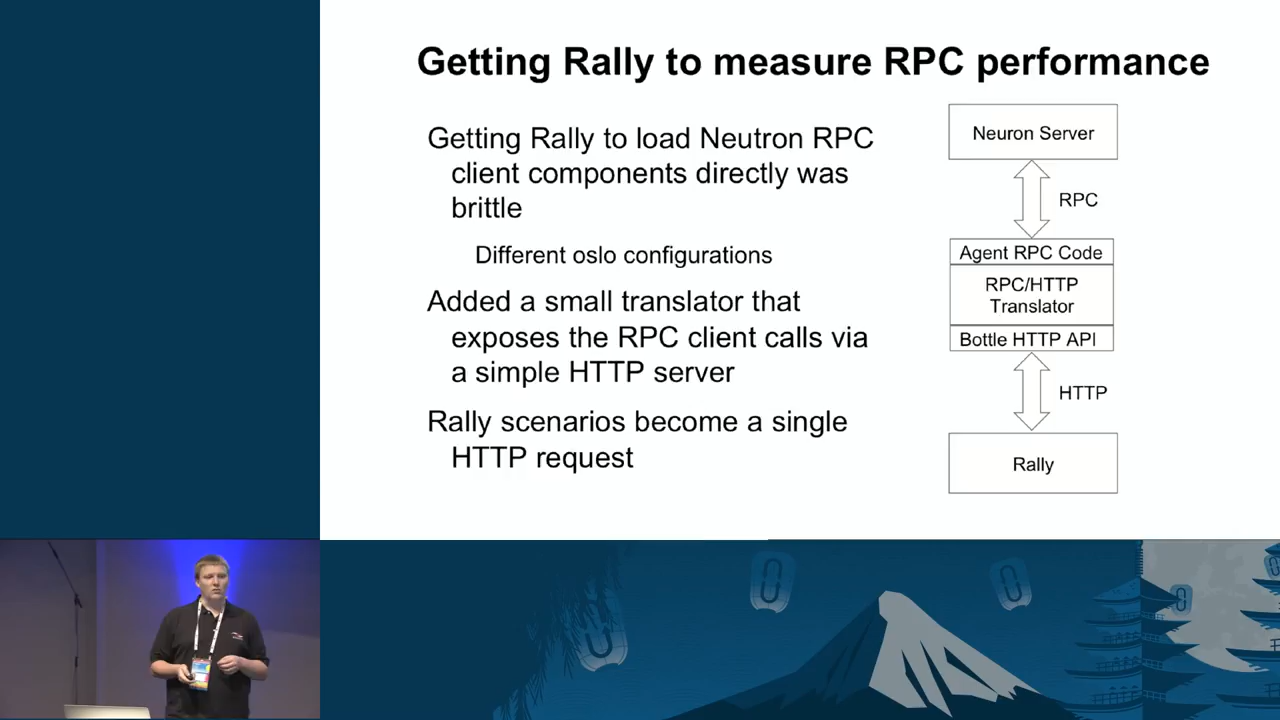 Getting Rally to measure RPC performance
Getting Rally to load Neutron RPC
client components directly was
brittle
Different oslo configurations
Added a small translator that
exposes the RPC client calls via
a simple HTTP server
Rally scenarios become a single
HTTP request
Neuron Server
RPC
Agent RPC Code
RPC/HTTP
Translator
Bottle HTTP API
HTTP
Rally